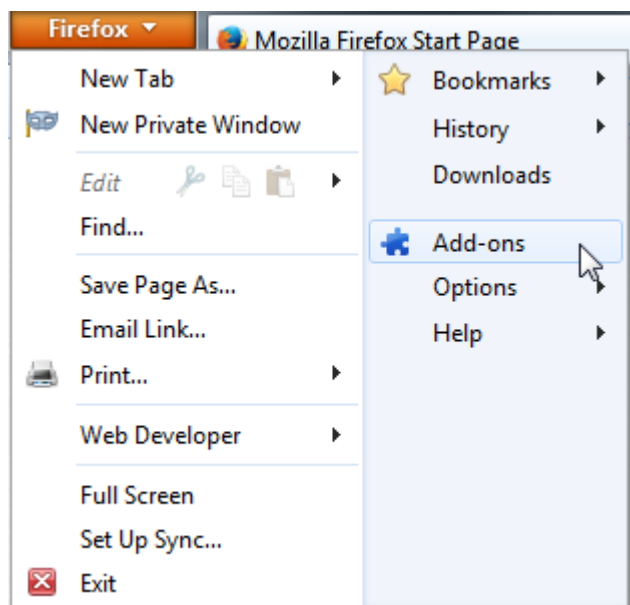 Firefox
Mozilla Firefox Start Page
New Tab
New Private Window
Edit
Find...
Save Page As...
Email Link...
Print...
Web Developer
Full Screen
Set Up Sync...
Exit
Bookmarks
History
Downloads
Add-ons
Options
Help